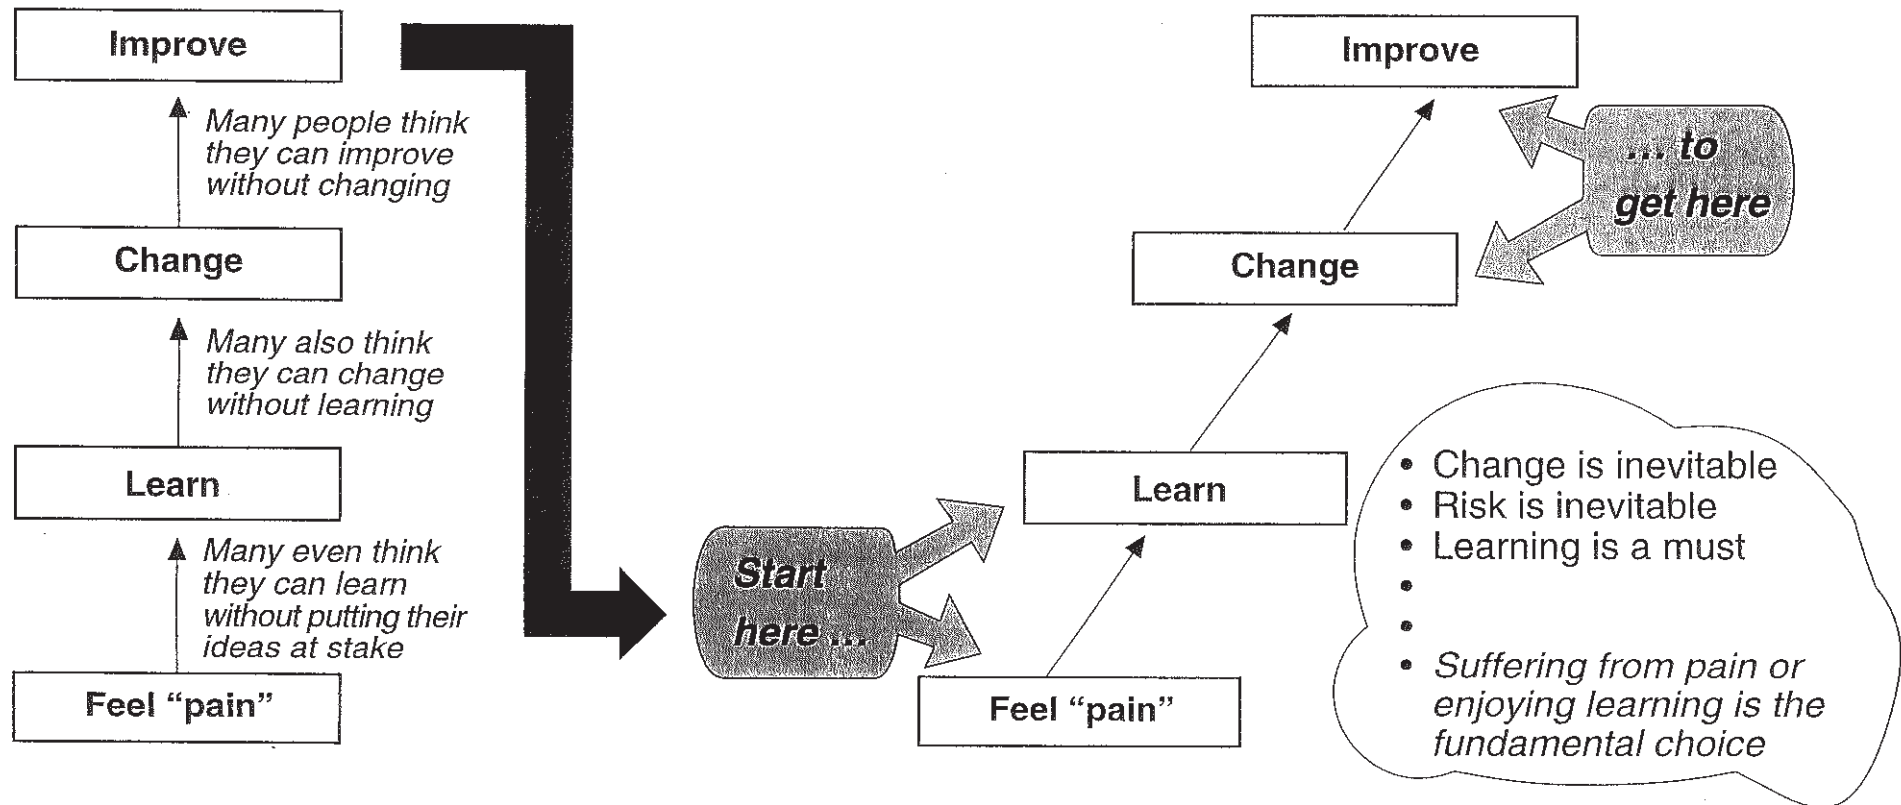 Improve
Many people think
they can improve
without changing
Change
Many also think
they can change
without learning
Learn
Many even think
they can learn
without putting their
ideas at stake
Feel “pain”
Start
here ...
Improve
... to
get here
Change
Learn
Feel “pain”
• Change is inevitable
• Risk is inevitable
• Learning is a must
•
•
• Suffering from pain or
enjoying learning is the
fundamental choice